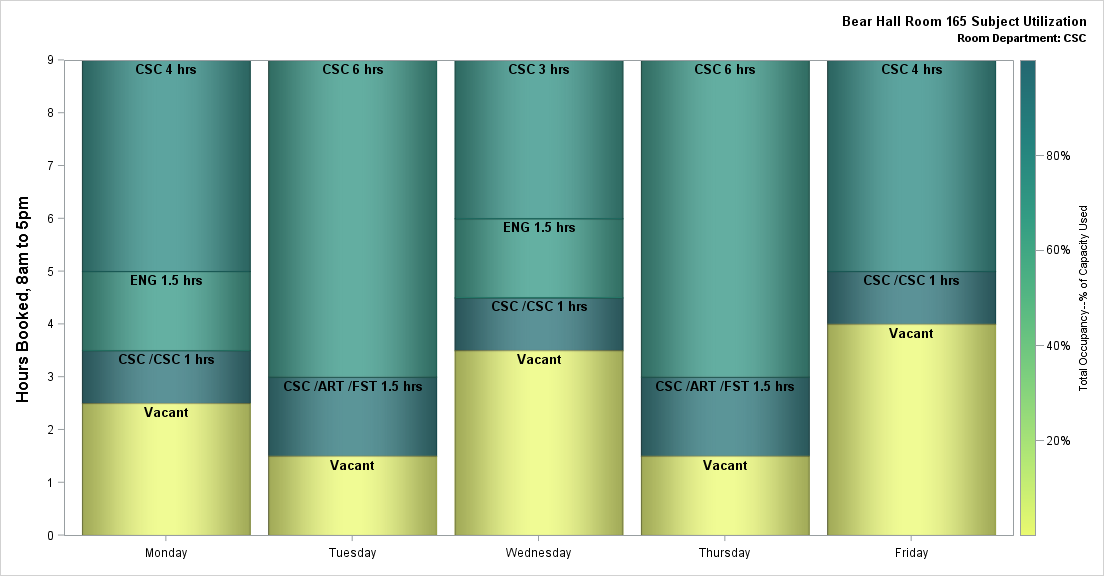 Bear Hall Room 165 Subject Utilization
Room Department: CSC
Hours Booked, 8am to 5pm
9
8
7
6
5
4
3
2
1
0
CSC 4 hrs
ENG 1.5 hrs
CSC /CSC 1 hrs
Vacant
Monday
CSC 6 hrs
CSC /ART /FST 1.5 hrs
Vacant
Tuesday
CSC 3 hrs
ENG 1.5 hrs
CSC /CSC 1 hrs
Vacant
Wednesday
CSC 6 hrs
CSC /ART /FST 1.5 hrs
Vacant
Thursday
CSC 4 hrs
CSC /CSC 1 hrs
Vacant
Friday
80%
60%
40%
20%
Total Occupancy--% of Capacity Used